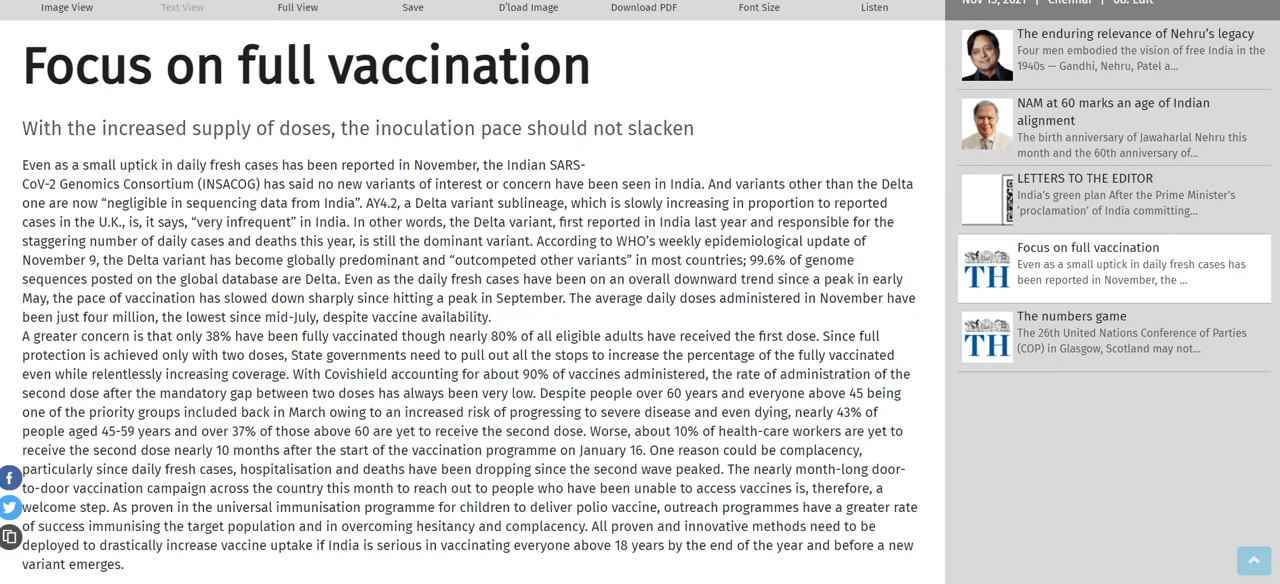 Image View
Text View
Full View
Save
D'load Image
Download PDF
Font Size
Listen
Focus on full vaccination
With the increased supply of doses, the inoculation pace should not slacken
Even as a small uptick in daily fresh cases has been reported in November, the Indian SARS-
CoV-2 Genomics Consortium (INSACOG) has said no new variants of interest or concern have been seen in India. And variants other than the Delta
one are now “negligible in sequencing data from India”. AY4.2, a Delta variant sublineage, which is slowly increasing in proportion to reported
cases in the U.K., is, it says, “very infrequent” in India. In other words, the Delta variant, first reported in India last year and responsible for the
staggering number of daily cases and deaths this year, is still the dominant variant. According to WHO’s weekly epidemiological update of
November 9, the Delta variant has become globally predominant and “outcompeted other variants” in most countries; 99.6% of genome
sequences posted on the global database are Delta. Even as the daily fresh cases have been on an overall downward trend since a peak in early
May, the pace of vaccination has slowed down sharply since hitting a peak in September. The average daily doses administered in November have
been just four million, the lowest since mid-July, despite vaccine availability.
A greater concern is that only 38% have been fully vaccinated though nearly 80% of all eligible adults have received the first dose. Since full
protection is achieved only with two doses, State governments need to pull out all the stops to increase the percentage of the fully vaccinated
even while relentlessly increasing coverage. With Covishield accounting for about 90% of vaccines administered, the rate of administration of the
second dose after the mandatory gap between two doses has always been very low. Despite people over 60 years and everyone above 45 being
one of the priority groups included back in March owing to an increased risk of progressing to severe disease and even dying, nearly 43% of
people aged 45-59 years and over 37% of those above 60 are yet to receive the second dose. Worse, about 10% of health-care workers are yet to
receive the second dose nearly 10 months after the start of the vaccination programme on January 16. One reason could be complacency,
particularly since daily fresh cases, hospitalisation and deaths have been dropping since the second wave peaked. The nearly month-long door-
to-door vaccination campaign across the country this month to reach out to people who have been unable to access vaccines is, therefore, a
welcome step. As proven in the universal immunisation programme for children to deliver polio vaccine, outreach programmes have a greater rate
of success immunising the target population and in overcoming hesitancy and complacency. All proven and innovative methods need to be
deployed to drastically increase vaccine uptake if India is serious in vaccinating everyone above 18 years by the end of the year and before a new
variant emerges.
Nov 15, 2021 | Chennai | 08: Edit
The enduring relevance of Nehru’s legacy
Four men embodied the vision of free India in the
1940s — Gandhi, Nehru, Patel a...
NAM at 60 marks an age of Indian
alignment
The birth anniversary of Jawaharlal Nehru this
month and the 60th anniversary of...
LETTERS TO THE EDITOR
India’s green plan After the Prime Minister’s
‘proclamation’ of India committing...
TH
Focus on full vaccination
Even as a small uptick in daily fresh cases has
been reported in November, the ...
TH
The numbers game
The 26th United Nations Conference of Parties
(COP) in Glasgow, Scotland may not...